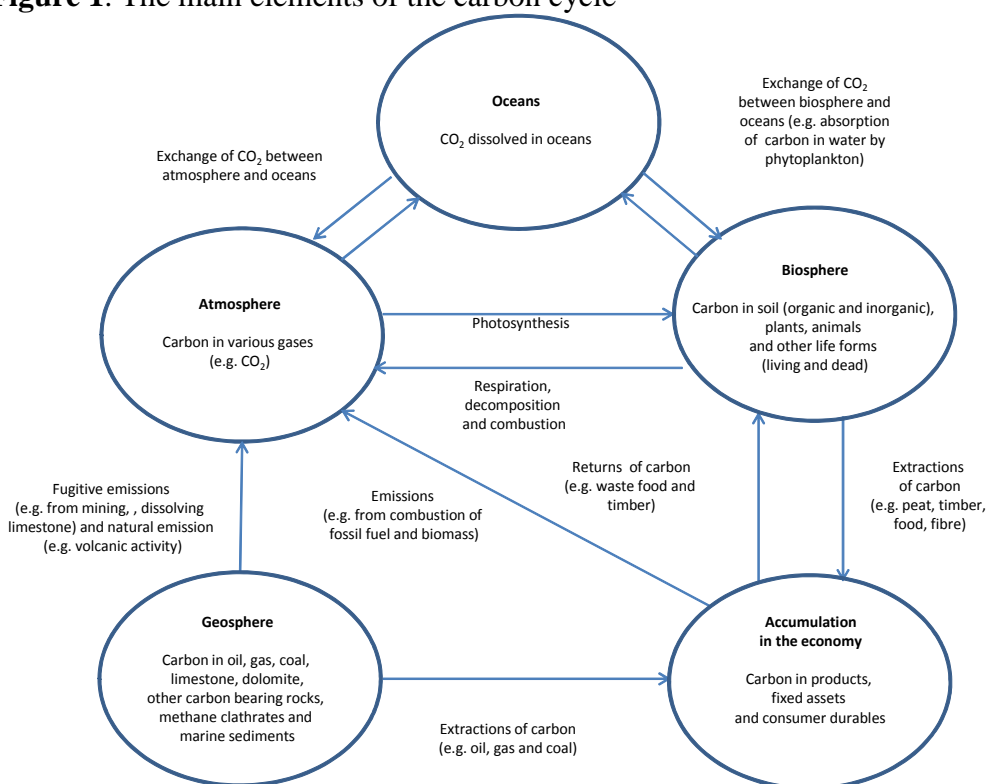 Figure 1. The main elements of the carbon cycle
Oceans
CO₂ dissolved in oceans
Exchange of CO₂
between biosphere and
oceans (e.g. absorption
of carbon in water by
phytoplankton)
Exchange of CO₂ between
atmosphere and oceans
Atmosphere
Carbon in various gases
(e.g. CO₂)
Biosphere
Carbon in soil (organic and inorganic),
plants, animals
and other life forms
(living and dead)
Photosynthesis
Respiration,
decomposition
and combustion
Fugitive emissions
(e.g. from mining, , dissolving
limestone) and natural emission
(e.g. volcanic activity)
Emissions
(e.g. from combustion of
fossil fuel and biomass)
Returns of carbon
(e.g. waste food and
timber)
Extractions
of carbon
(e.g. peat, timber,
food, fibre)
Geosphere
Carbon in oil, gas, coal,
limestone, dolomite,
other carbon bearing rocks,
methane clathrates and
marine sediments
Extractions of carbon
(e.g. oil, gas and coal)
Accumulation
in the economy
Carbon in products,
fixed assets
and consumer durables